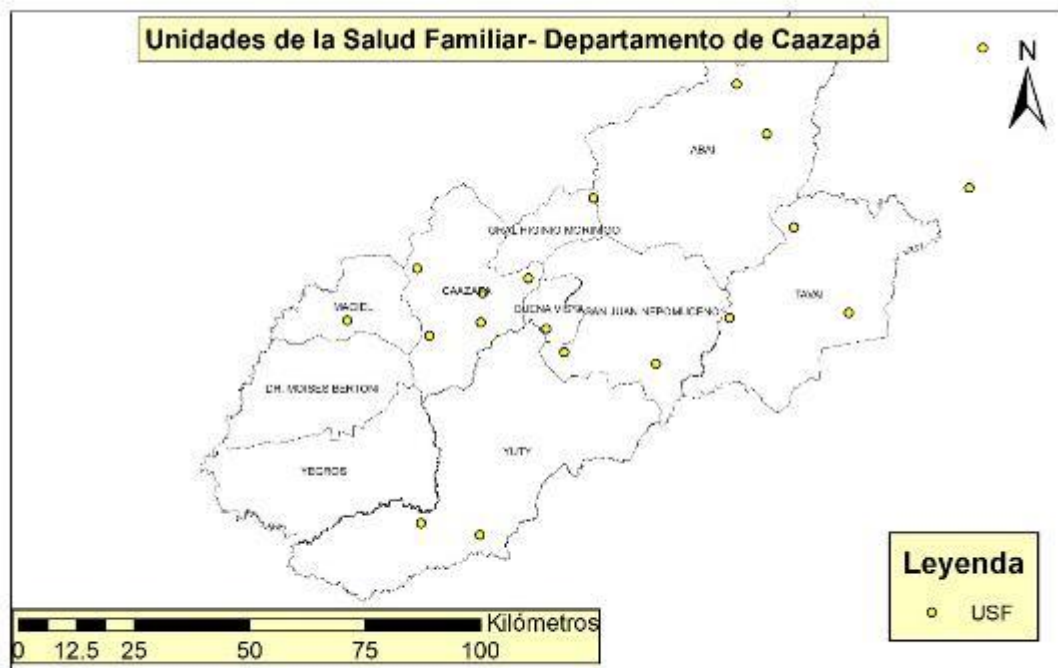 Unidades de la Salud Familiar- Departamento de Caazapá
N
ABAI
GRAL HIGINIO MORINIGO
CAAZAPA
MACIEL
BUENA VISTA
SAN JUAN NEPOMUCENO
TAVAI
DR. MOISES BERTONI
YUTY
YEGROS
Leyenda
USF
Kilómetros
0 12.5 25 50 75 100